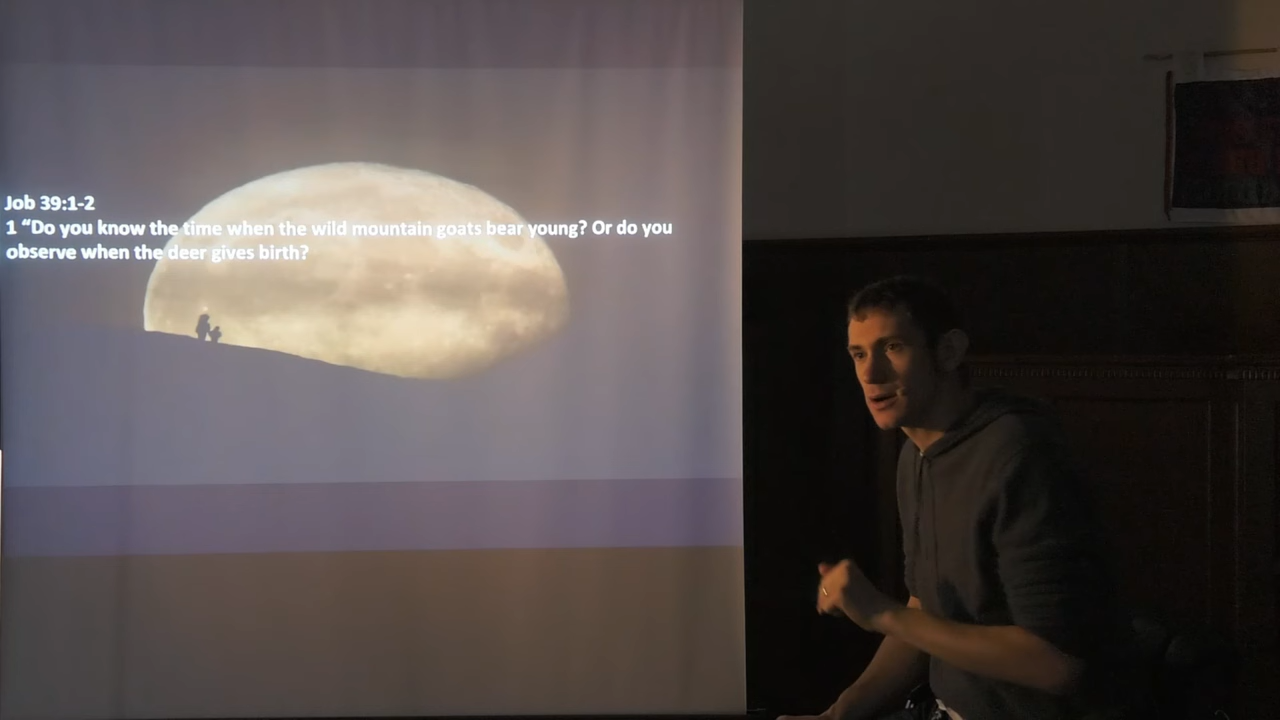 Job 39:1-2
1 “Do you know the time when the wild mountain goats bear young? Or do you
observe when the deer gives birth?